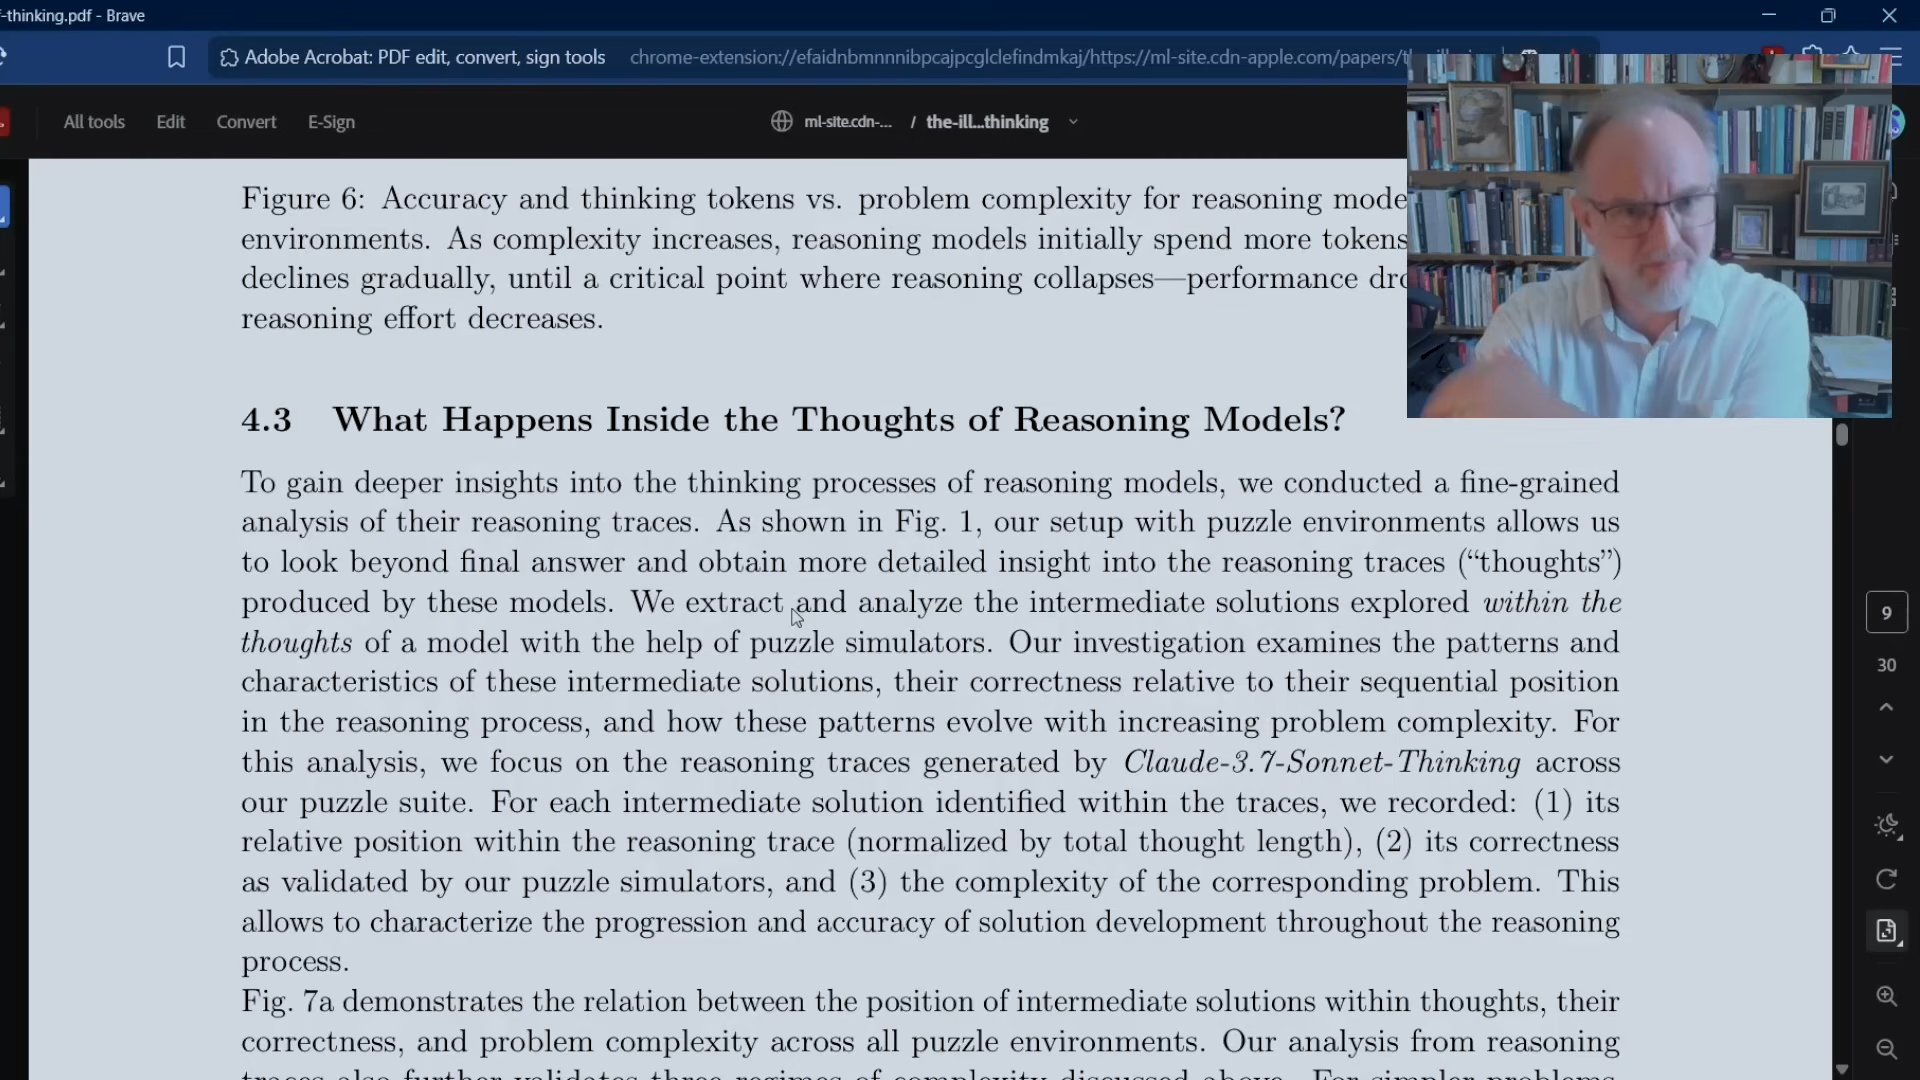 f-thinking.pdf - Brave
Adobe Acrobat: PDF edit, convert, sign tools chrome-extension://efaidnbmnnnibpcajpcglclefindmkaj/https://ml-site.cdn-apple.com/papers/
All tools Edit Convert E-Sign ml-site.cdn-... / the-ill...thinking
Figure 6: Accuracy and thinking tokens vs. problem complexity for reasoning mode
environments. As complexity increases, reasoning models initially spend more tokens
declines gradually, until a critical point where reasoning collapses—performance dro
reasoning effort decreases.
4.3 What Happens Inside the Thoughts of Reasoning Models?
To gain deeper insights into the thinking processes of reasoning models, we conducted a fine-grained
analysis of their reasoning traces. As shown in Fig. 1, our setup with puzzle environments allows us
to look beyond final answer and obtain more detailed insight into the reasoning traces (“thoughts”)
produced by these models. We extract and analyze the intermediate solutions explored within the
thoughts of a model with the help of puzzle simulators. Our investigation examines the patterns and
characteristics of these intermediate solutions, their correctness relative to their sequential position
in the reasoning process, and how these patterns evolve with increasing problem complexity. For
this analysis, we focus on the reasoning traces generated by Claude-3.7-Sonnet-Thinking across
our puzzle suite. For each intermediate solution identified within the traces, we recorded: (1) its
relative position within the reasoning trace (normalized by total thought length), (2) its correctness
as validated by our puzzle simulators, and (3) the complexity of the corresponding problem. This
allows to characterize the progression and accuracy of solution development throughout the reasoning
process.
Fig. 7a demonstrates the relation between the position of intermediate solutions within thoughts, their
correctness, and problem complexity across all puzzle environments. Our analysis from reasoning
traces also further validates three regimes of complexity discussed above. For simpler problems,
9
30